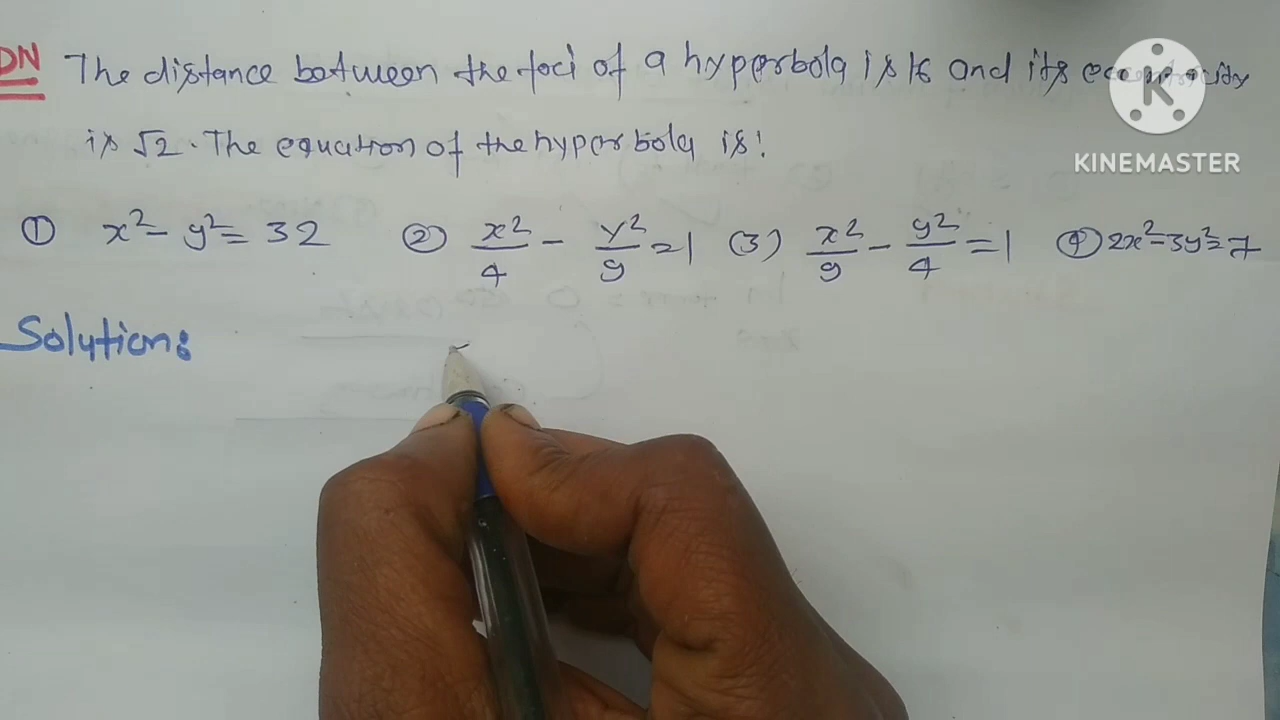 DN The distance between the foci of a hyperbola is 16 and its eccentricity
is √2. The equation of the hyperbola is:
① x² - y² = 32 ② x²/4 - y²/9 = 1 (3) x²/9 - y²/4 = 1 ④ 2x² - 3y² = 7
Solution:
K
KINEMASTER